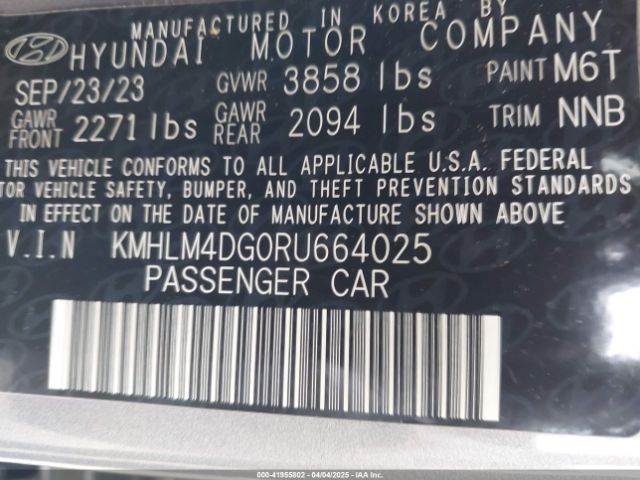 MANUFACTURED IN KOREA BY
HYUNDAI MOTOR COMPANY
SEP/23/23 GVWR 3858 lbs PAINT M6T
GAWR FRONT 2271 lbs GAWR REAR 2094 lbs TRIM NNB
THIS VEHICLE CONFORMS TO ALL APPLICABLE U.S.A. FEDERAL
TOR VEHICLE SAFETY, BUMPER, AND THEFT PREVENTION STANDARDS
IN EFFECT ON THE DATE OF MANUFACTURE SHOWN ABOVE
V.I.N KMHLM4DG0RU664025
PASSENGER CAR
000-41955802 - 04/04/2025 - IAAI.COM